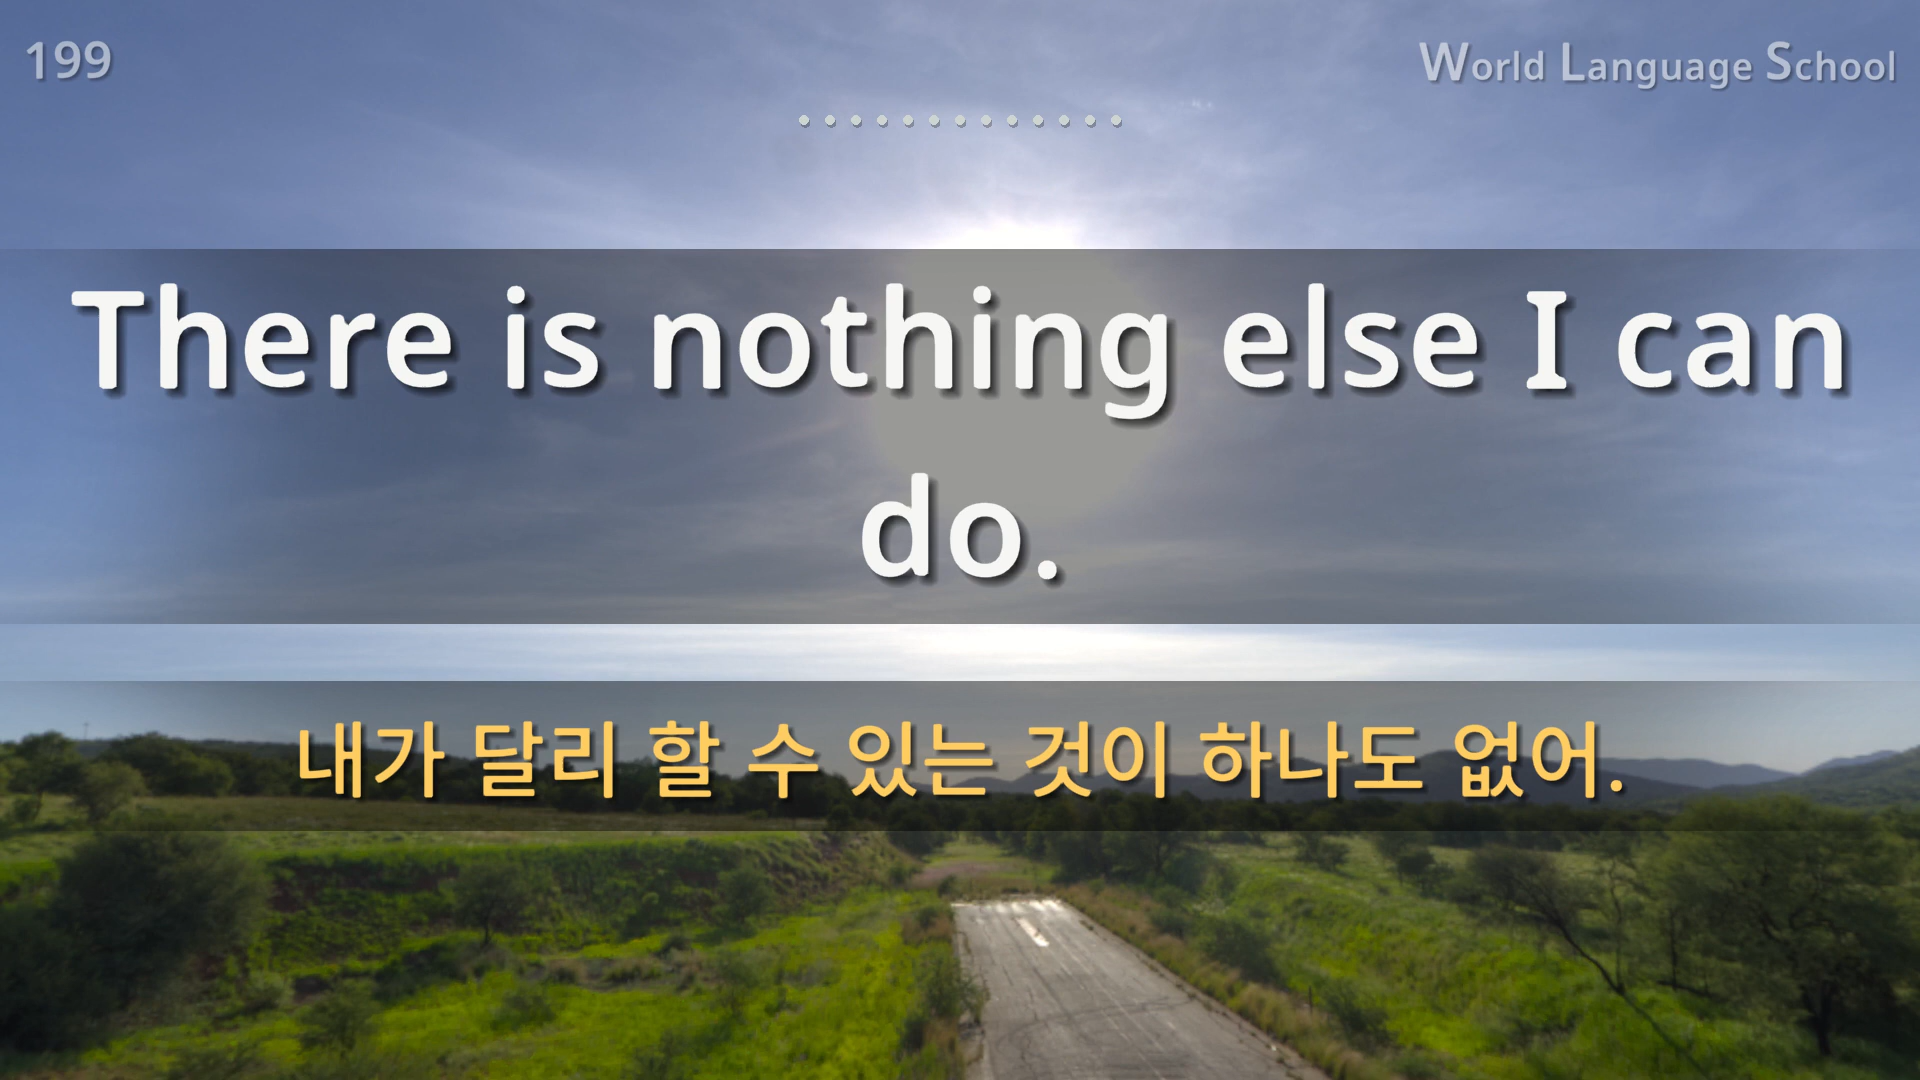 199
World Language School
There is nothing else I can
do.
내가 달리 할 수 있는 것이 하나도 없어.